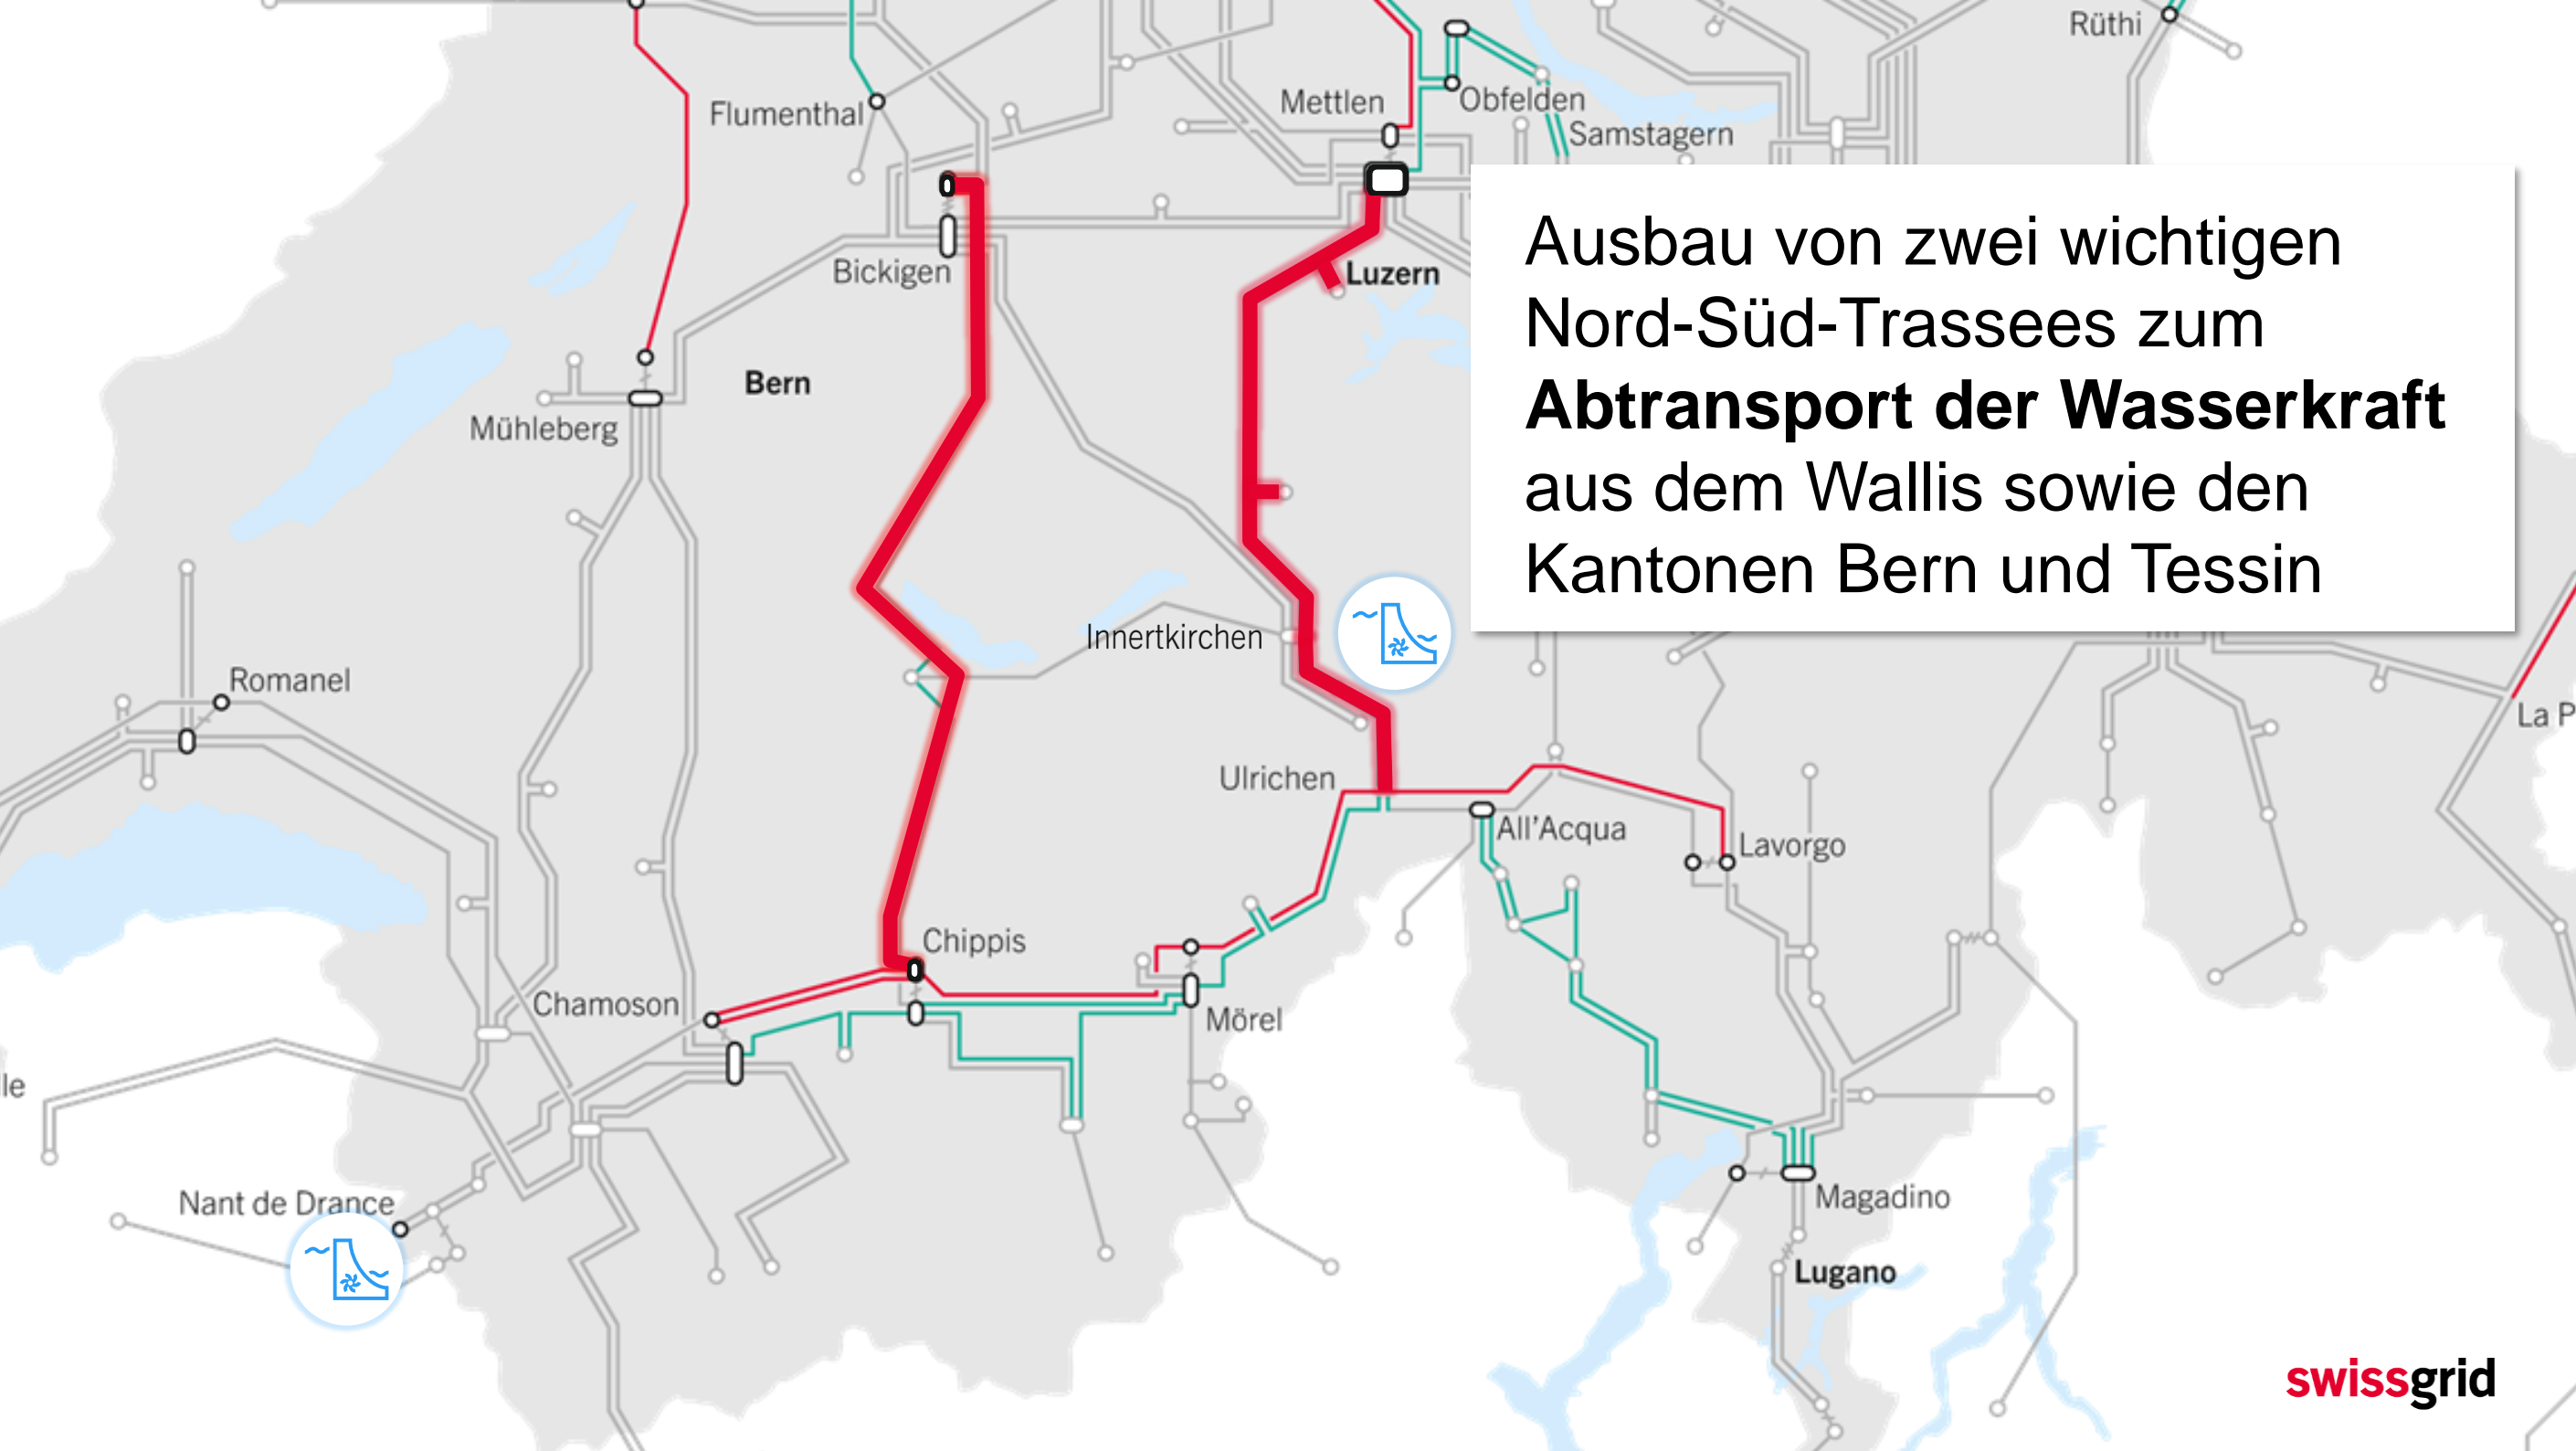 Rüthi
Flumenthal
Mettlen
Obfelden
Samstagern
Ausbau von zwei wichtigen
Nord-Süd-Trassees zum
Abtransport der Wasserkraft
aus dem Wallis sowie den
Kantonen Bern und Tessin
Bickigen
Luzern
Bern
Mühleberg
Innertkirchen
Romanel
La P
Ulrichen
All'Acqua
Lavorgo
Chippis
Chamoson
Mörel
lle
Nant de Drance
Magadino
Lugano
swissgrid